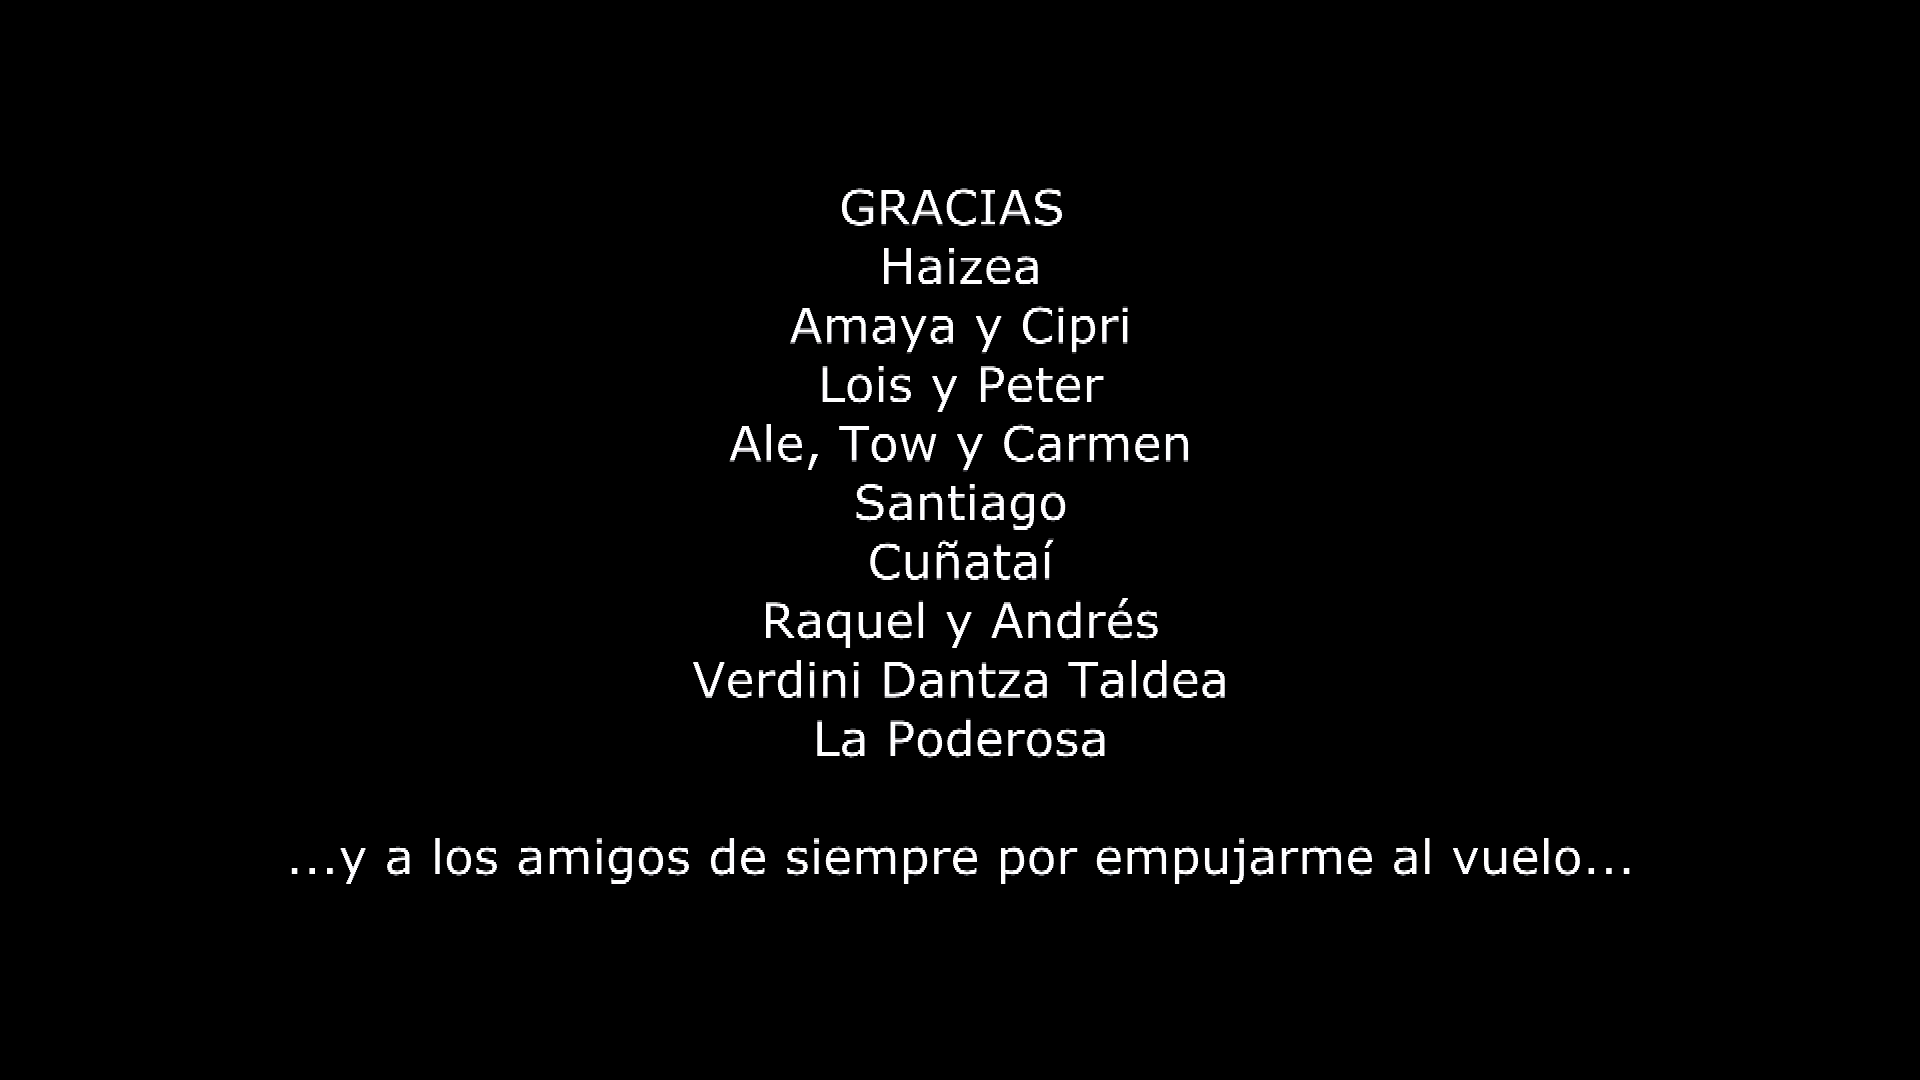 GRACIAS
Haizea
Amaya y Cipri
Lois y Peter
Ale, Tow y Carmen
Santiago
Cuñataí
Raquel y Andrés
Verdini Dantza Taldea
La Poderosa
...y a los amigos de siempre por empujarme al vuelo...